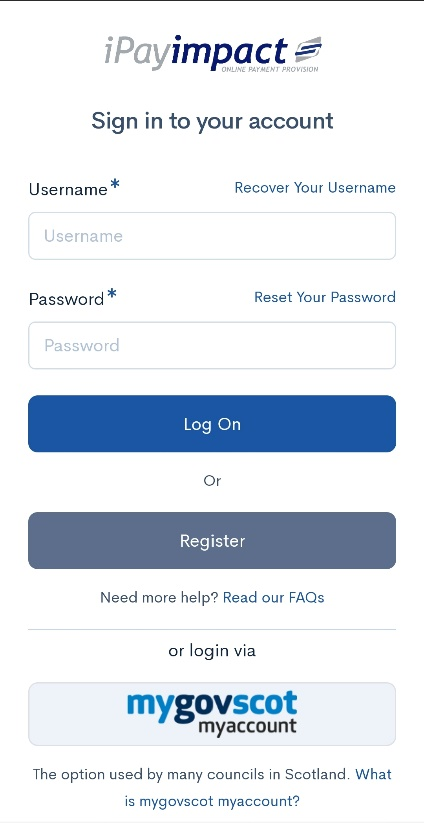 iPayimpact
ONLINE PAYMENT PROVISION
Sign in to your account
Username* Recover Your Username
Username
Password* Reset Your Password
Password
Log On
Or
Register
Need more help? Read our FAQs
or login via
mygovscot
myaccount
The option used by many councils in Scotland. What
is mygovscot myaccount?